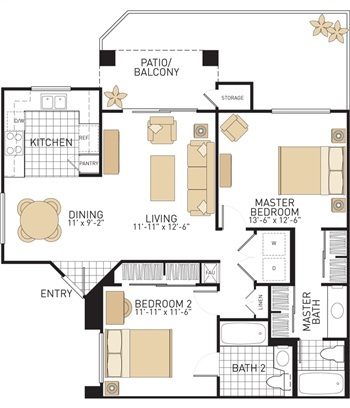 PATIO/
BALCONY
STORAGE
D/W
KITCHEN
REF.
PANTRY
DINING
11' x 9'-2"
LIVING
11'-11" x 12'-6"
MASTER
BEDROOM
13'-6" x 12'-6"
W
D
FAU
ENTRY
LINEN
BEDROOM 2
11'-11" x 11'-6"
MASTER
BATH
BATH 2